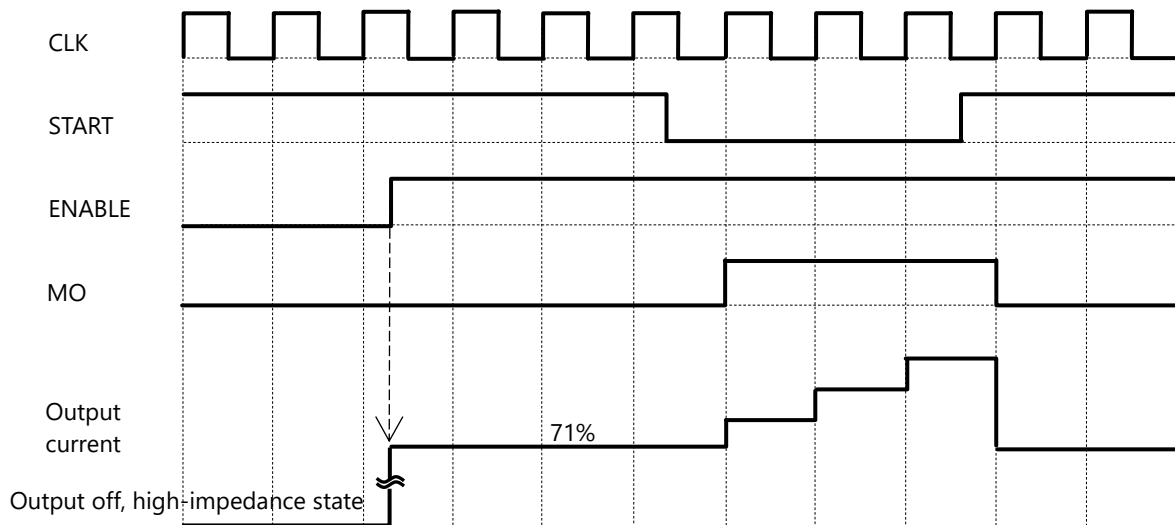 CLK
START
ENABLE
MO
Output
current
71%
Output off, high-impedance state